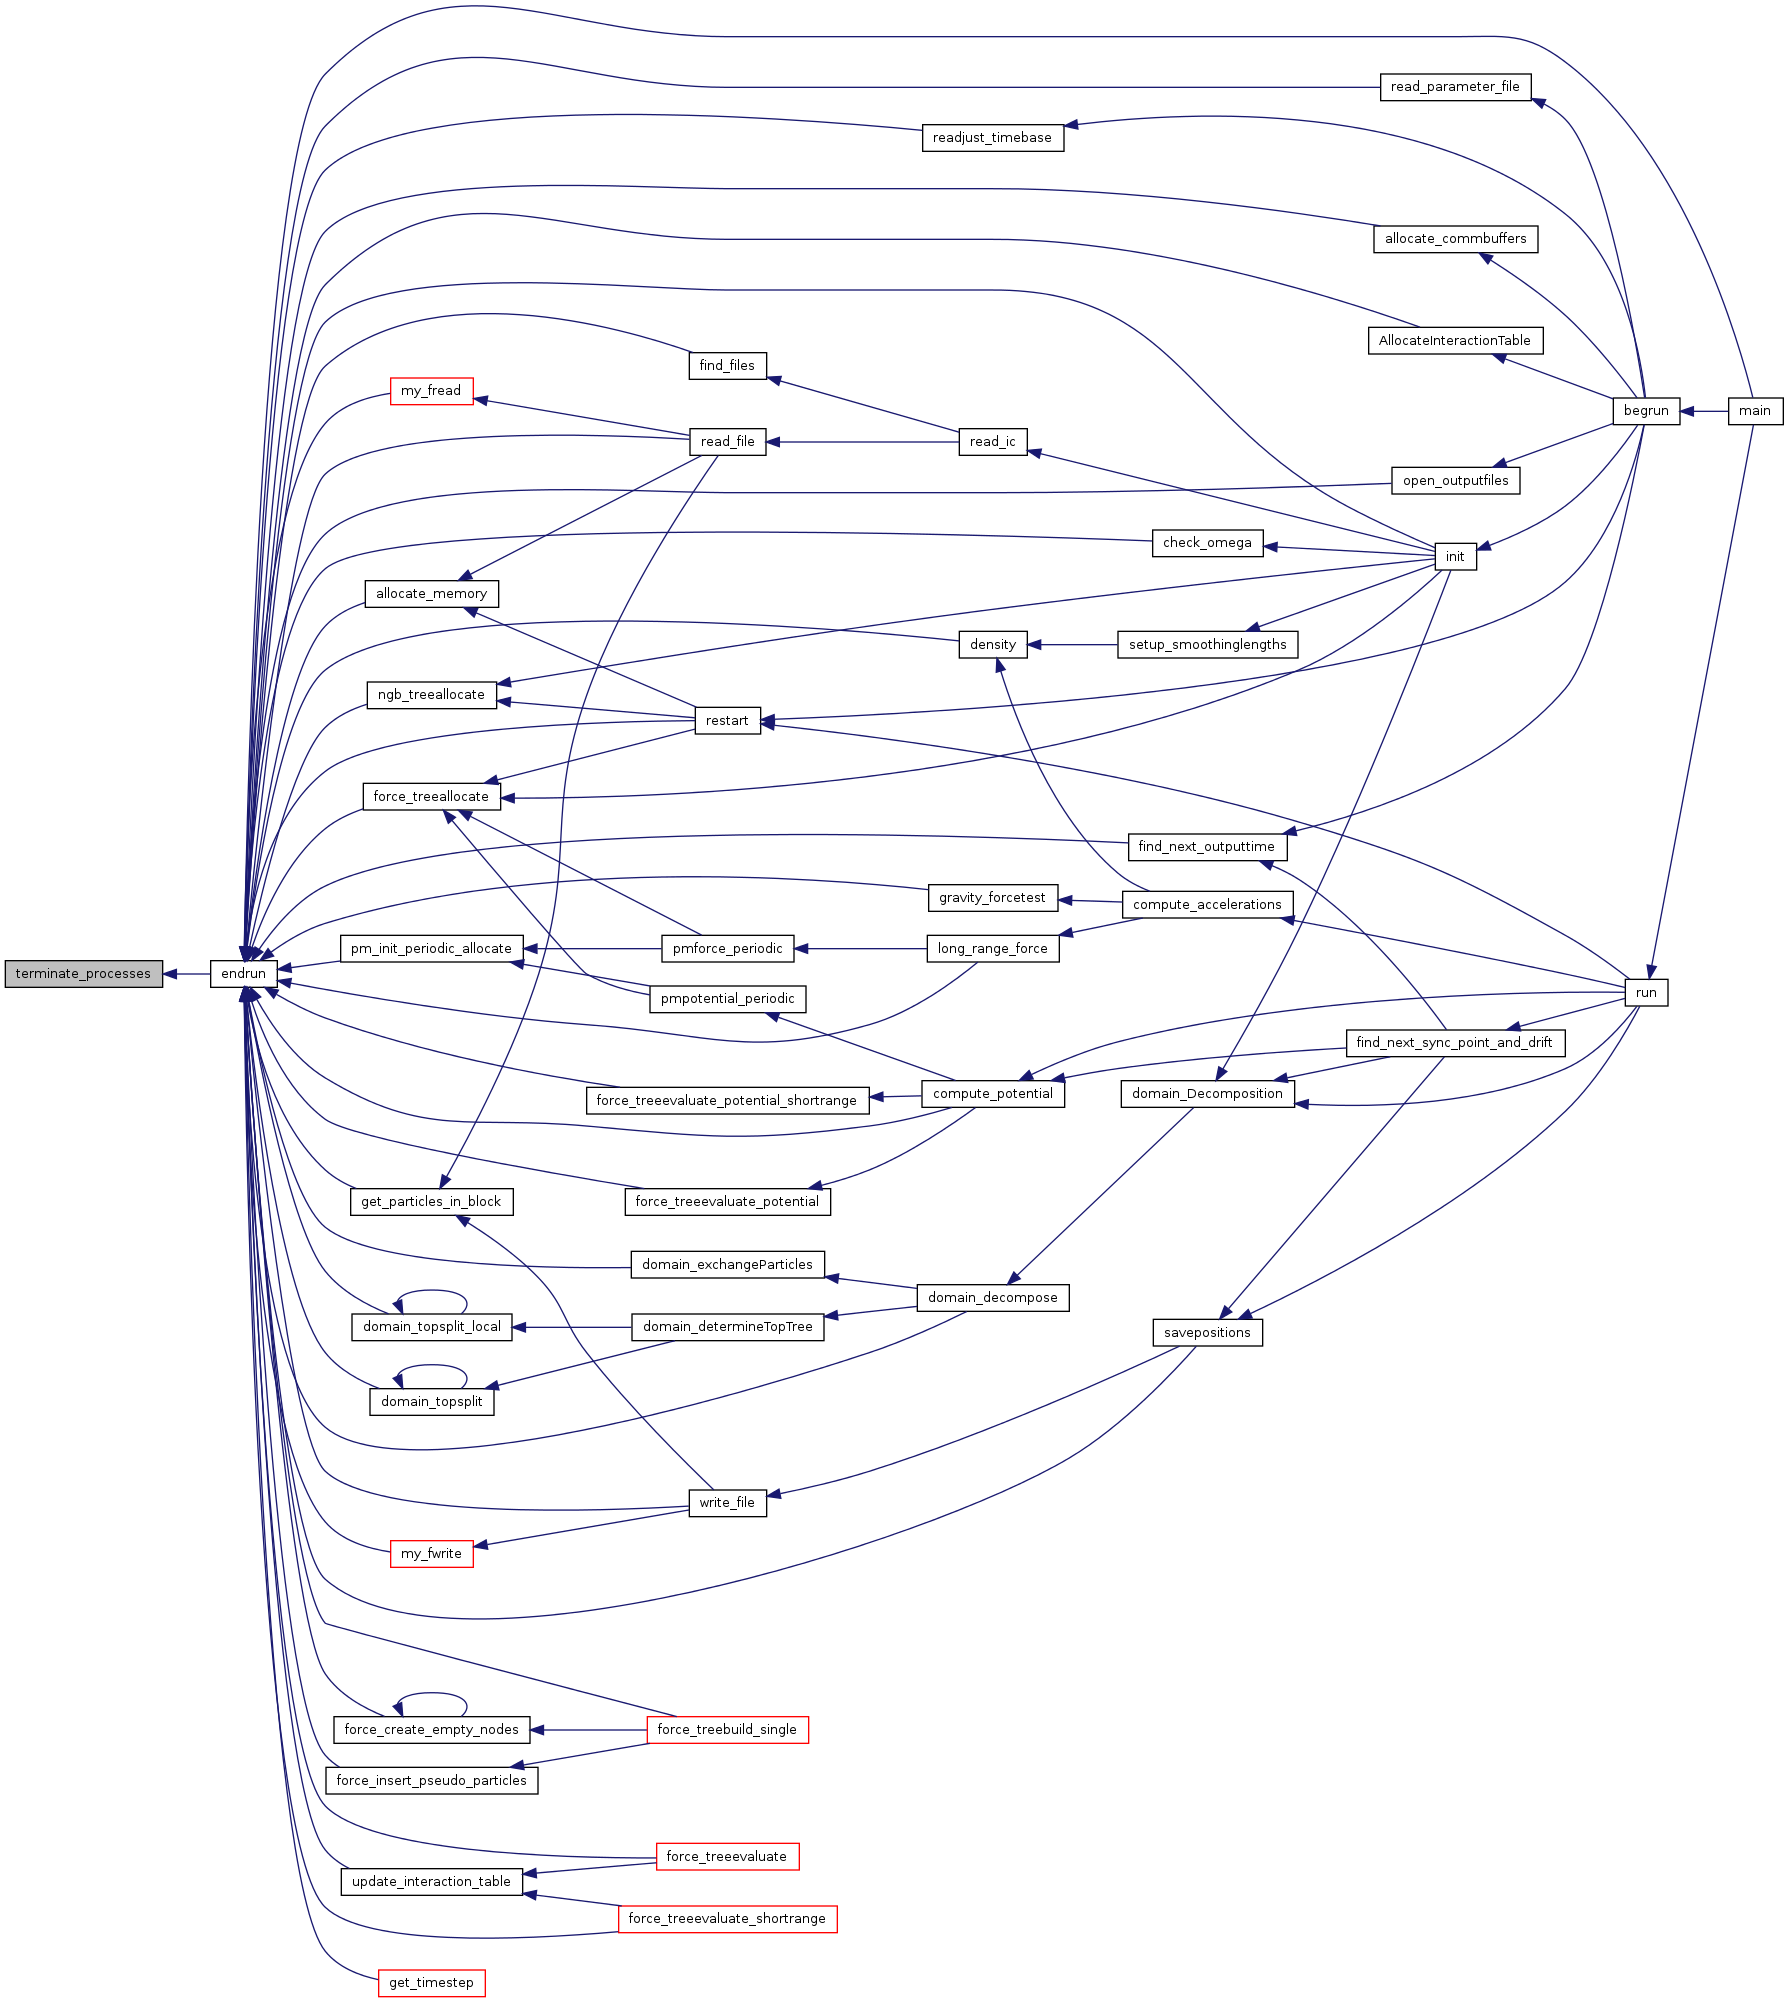 read_parameter_file
readjust_timebase
allocate_commbuffers
AllocateInteractionTable
find_files
my_fread
begrun
main
read_file
read_ic
open_outputfiles
check_omega
init
allocate_memory
density
setup_smoothinglengths
ngb_treeallocate
restart
force_treeallocate
find_next_outputtime
gravity_forcetest
compute_accelerations
pm_init_periodic_allocate
pmforce_periodic
long_range_force
terminate_processes
endrun
pmpotential_periodic
run
find_next_sync_point_and_drift
force_treeevaluate_potential_shortrange
compute_potential
domain_Decomposition
get_particles_in_block
force_treeevaluate_potential
domain_exchangeParticles
domain_decompose
domain_topsplit_local
domain_determineTopTree
savepositions
domain_topsplit
write_file
my_fwrite
force_create_empty_nodes
force_treebuild_single
force_insert_pseudo_particles
force_treeevaluate
update_interaction_table
force_treeevaluate_shortrange
get_timestep